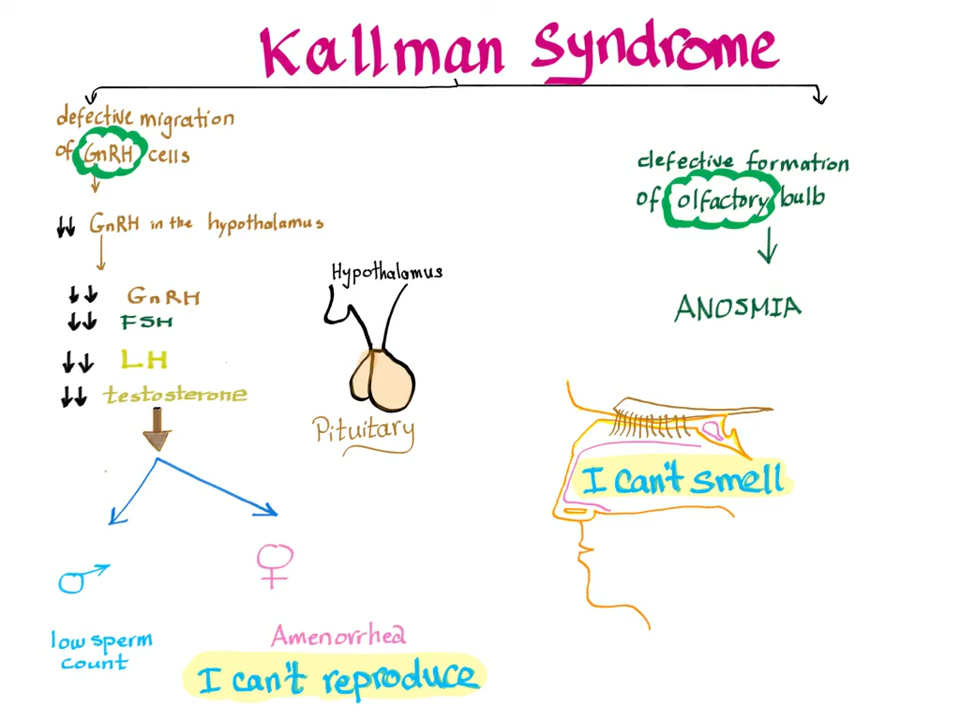 Kallman Syndrome
defective migration
of GnRH cells
↓↓ GnRH in the hypothalamus
↓↓ GnRH
↓↓ FSH
↓↓ LH
↓↓ testosterone
♂
♀
low sperm
count
Amenorrhea
I can't reproduce
Hypothalamus
Pituitary
defective formation
of olfactory bulb
ANOSMIA
I can't smell